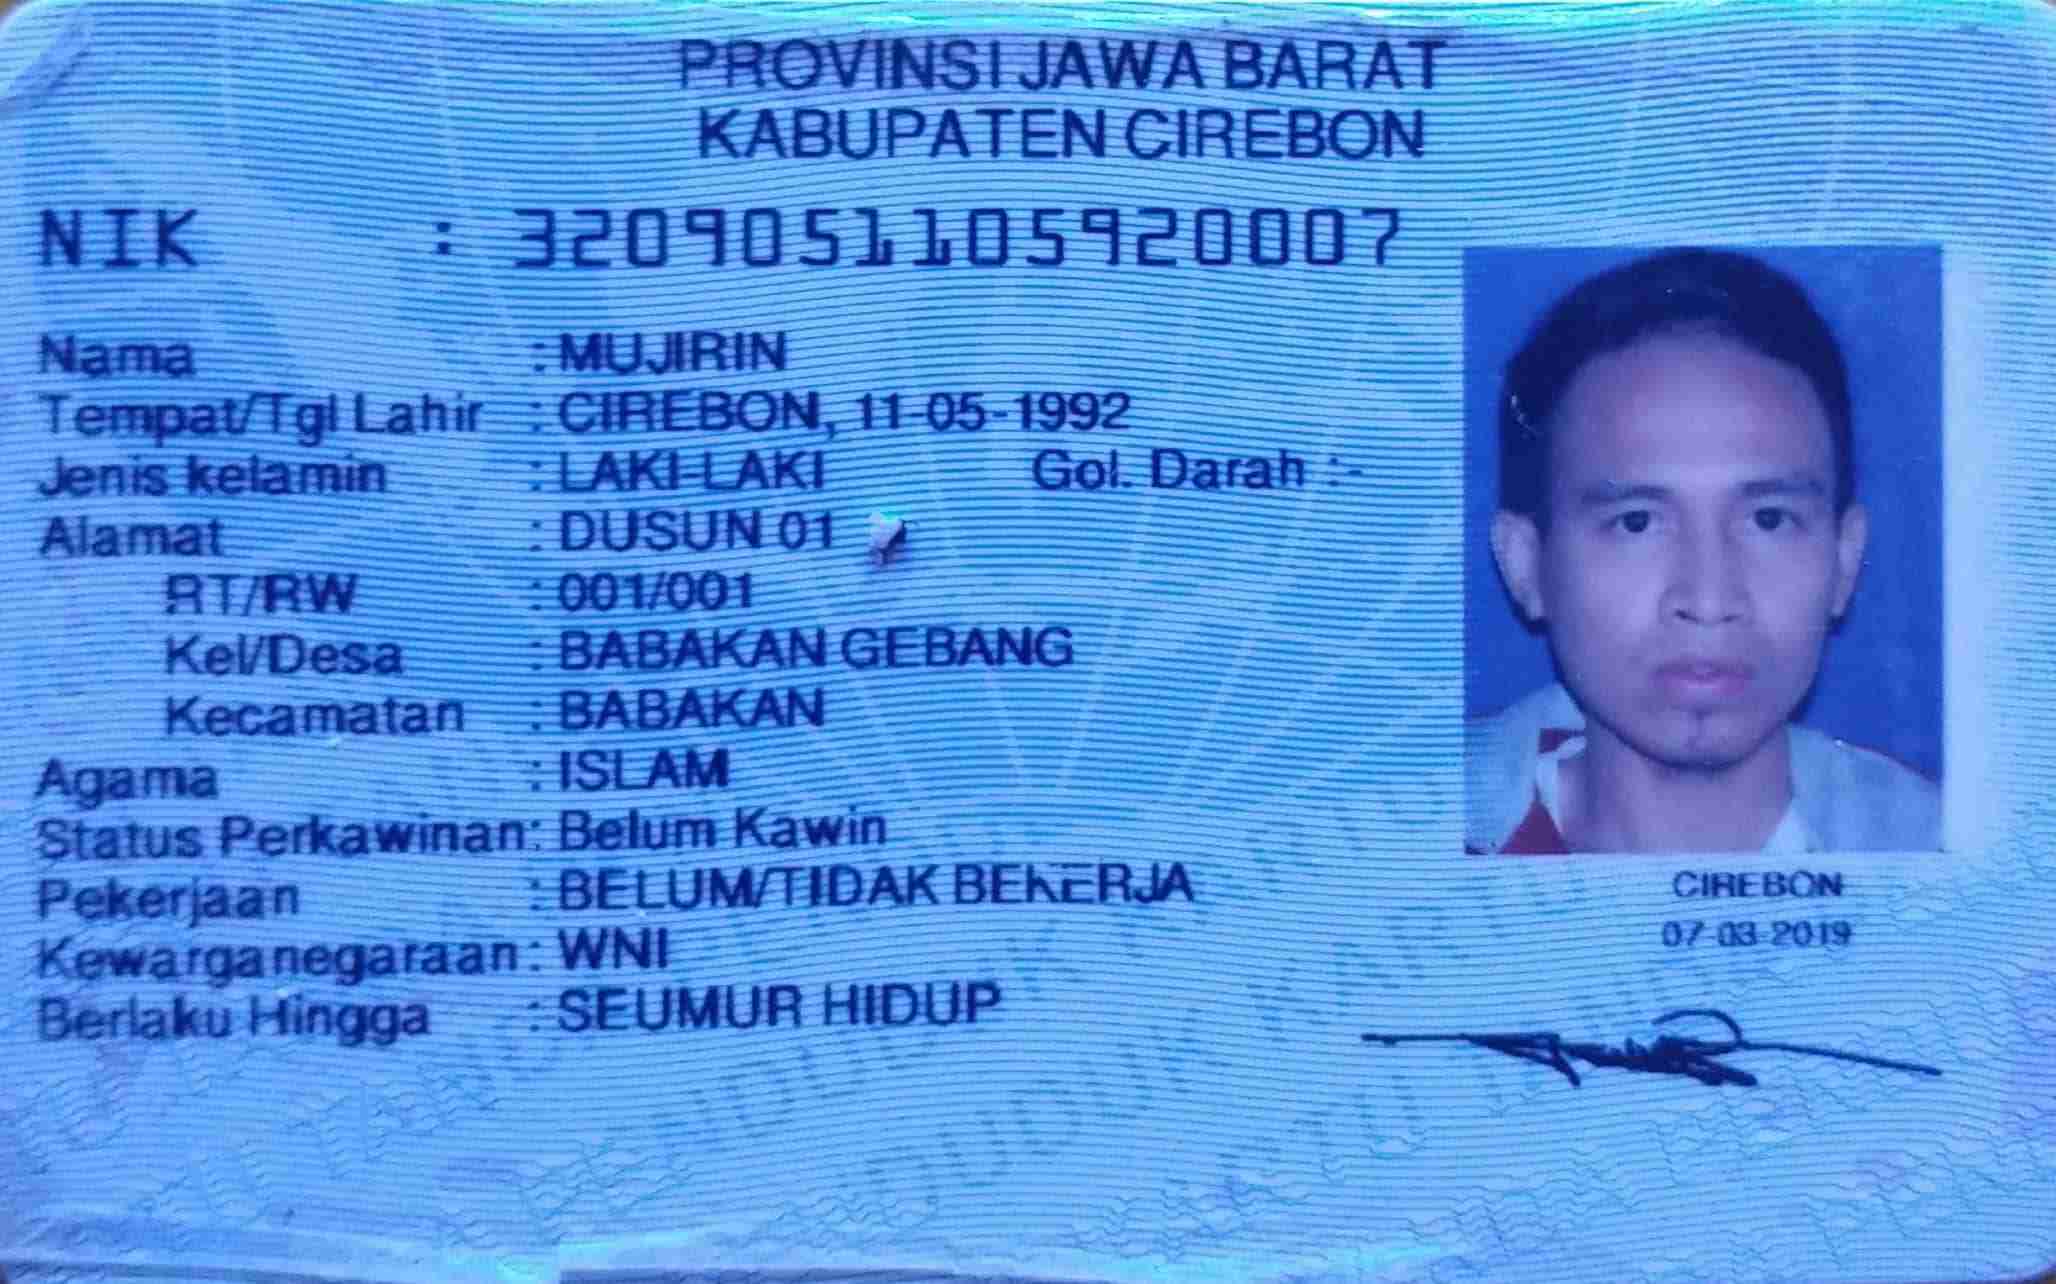 PROVINSI JAWA BARAT
KABUPATEN CIREBON
NIK : 3209051105920007
Nama : MUJIRIN
Tempat/Tgl Lahir : CIREBON, 11-05-1992
Jenis kelamin : LAKI-LAKI Gol. Darah :-
Alamat : DUSUN 01
RT/RW : 001/001
Kel/Desa : BABAKAN GEBANG
Kecamatan : BABAKAN
Agama : ISLAM
Status Perkawinan: Belum Kawin
Pekerjaan : BELUM/TIDAK BEKERJA
Kewarganegaraan: WNI
Berlaku Hingga : SEUMUR HIDUP
CIREBON
07-03-2019